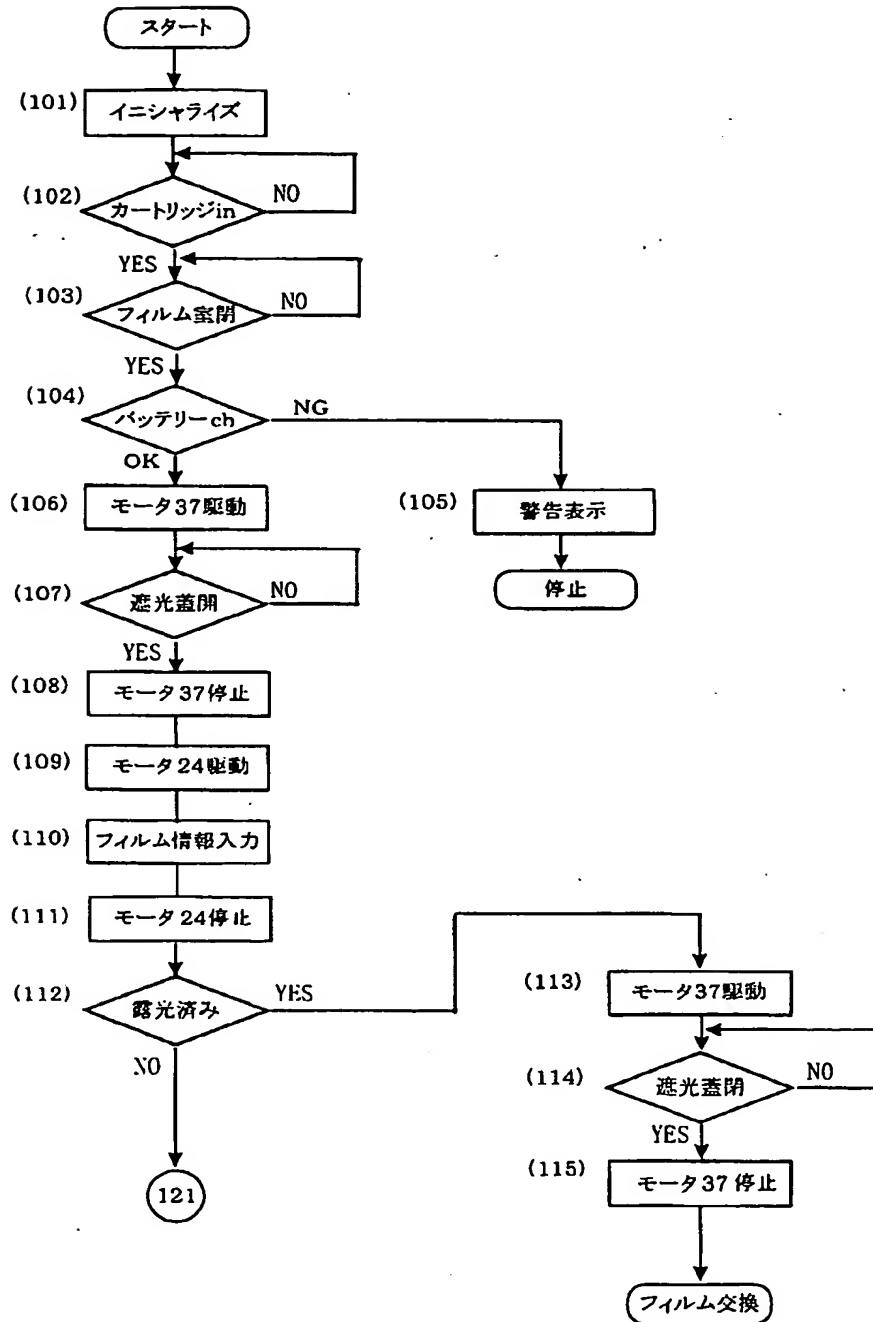 スタート
(101) イニシャライズ
(102) カートリッジin NO
YES
(103) フィルム室閉 NO
YES
(104) バッテリーch NG
OK
(105) 警告表示
停止
(106) モータ37駆動
(107) 遮光蓋開 NO
YES
(108) モータ37停止
(109) モータ24駆動
(110) フィルム情報入力
(111) モータ24停止
(112) 露光済み YES
NO
121
(113) モータ37駆動
(114) 遮光蓋閉 NO
YES
(115) モータ37停止
フィルム交換